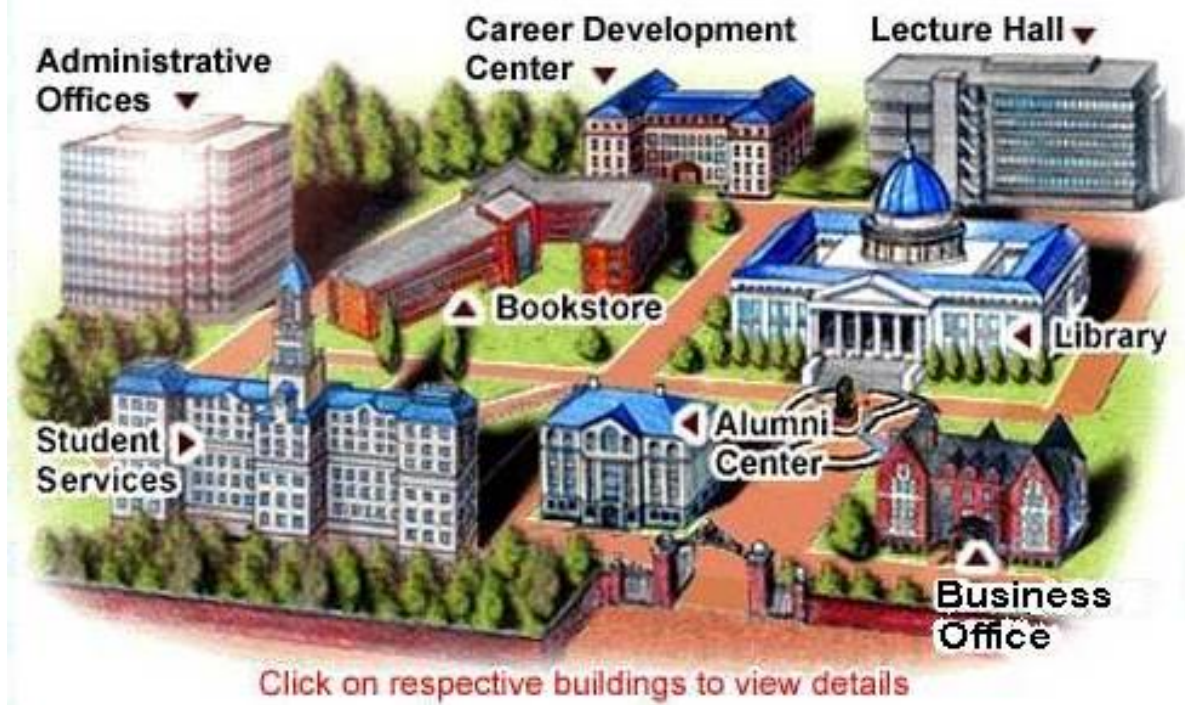 Career Development
Center
Lecture Hall
Administrative
Offices
Bookstore
Library
Student
Services
Alumni
Center
Business
Office
Click on respective buildings to view details